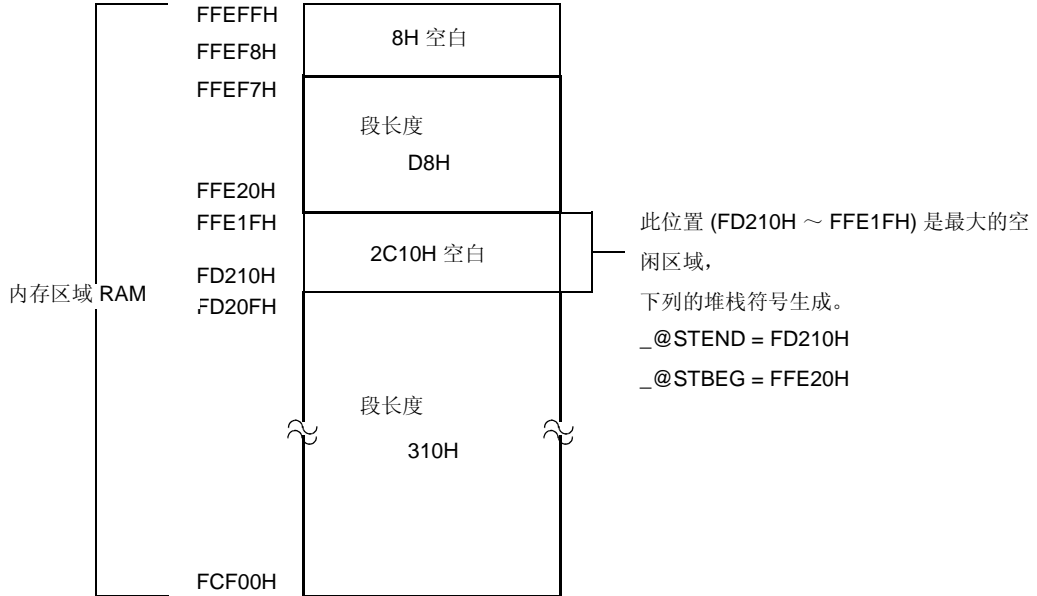 FFEFFH
8H 空白
FFEF8H
FFEF7H
段长度
D8H
FFE20H
FFE1FH
2C10H 空白
FD210H
FD20FH
此位置 (FD210H ～ FFE1FH) 是最大的空
闲区域，
下列的堆栈符号生成。
_@STEND = FD210H
_@STBEG = FFE20H
内存区域 RAM
段长度
310H
FCF00H